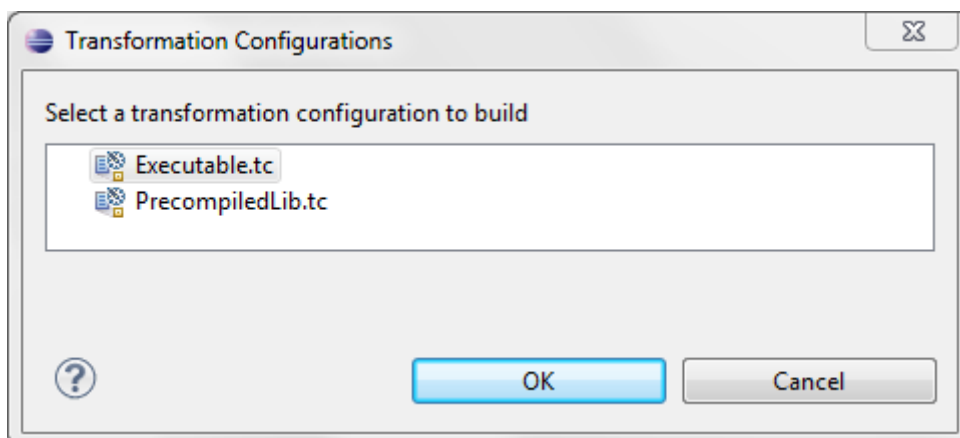 Transformation Configurations
Select a transformation configuration to build
Executable.tc
PrecompiledLib.tc
?
OK
Cancel